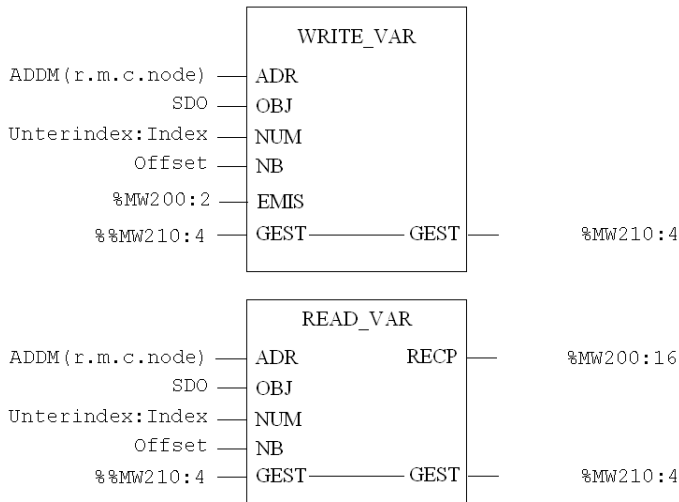 WRITE_VAR
ADDM(r.m.c.node) ADR
SDO OBJ
Unterindex:Index NUM
Offset NB
%MW200:2 EMIS
%%MW210:4 GEST GEST %MW210:4
READ_VAR
ADDM(r.m.c.node) ADR RECP %MW200:16
SDO OBJ
Unterindex:Index NUM
Offset NB
%%MW210:4 GEST GEST %MW210:4